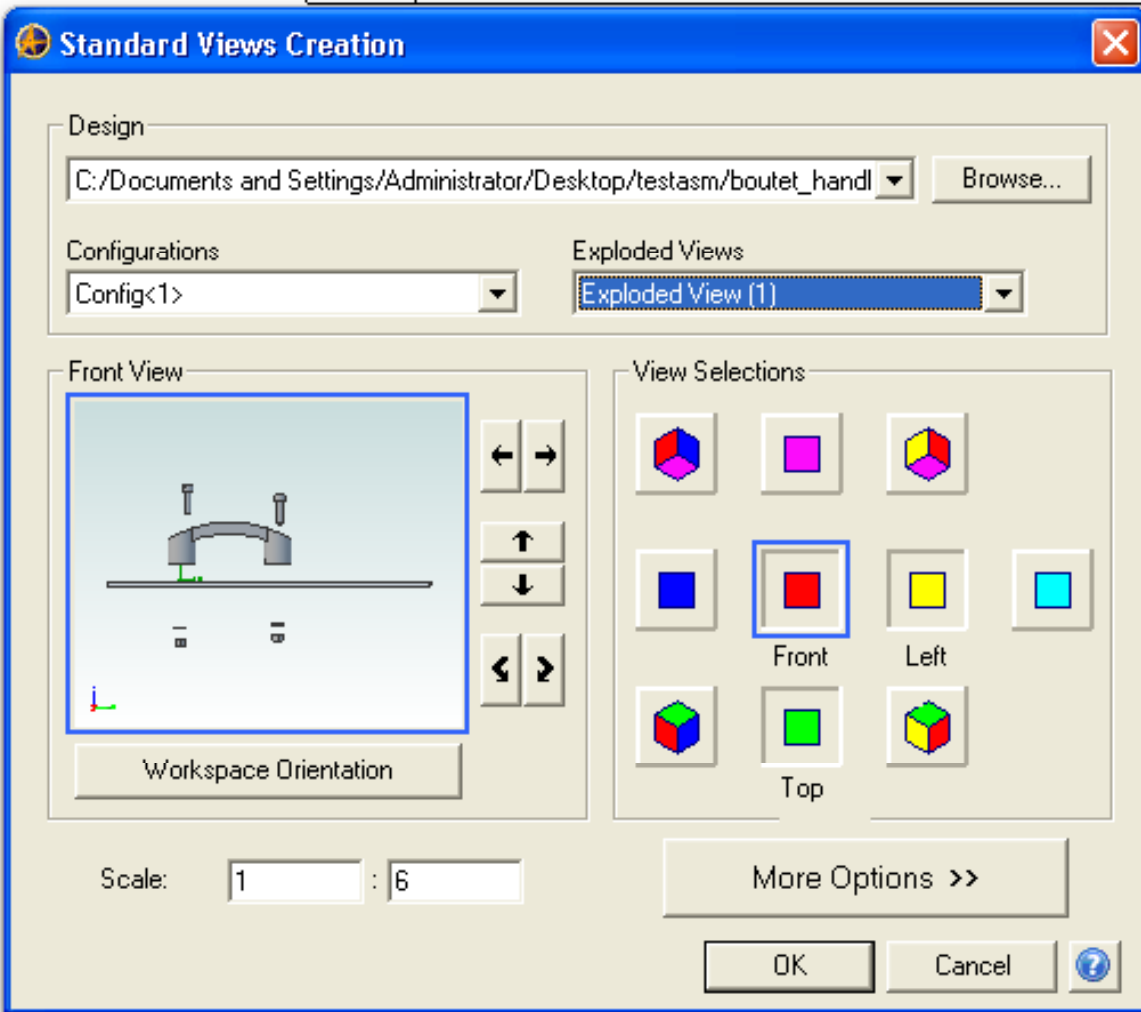 Standard Views Creation
Design
C:/Documents and Settings/Administrator/Desktop/testasm/boutet_handl
Browse...
Configurations
Exploded Views
Config<1>
Exploded View (1)
Front View
View Selections
Front
Left
Workspace Orientation
Top
Scale:
1
:
6
More Options >>
OK
Cancel
?